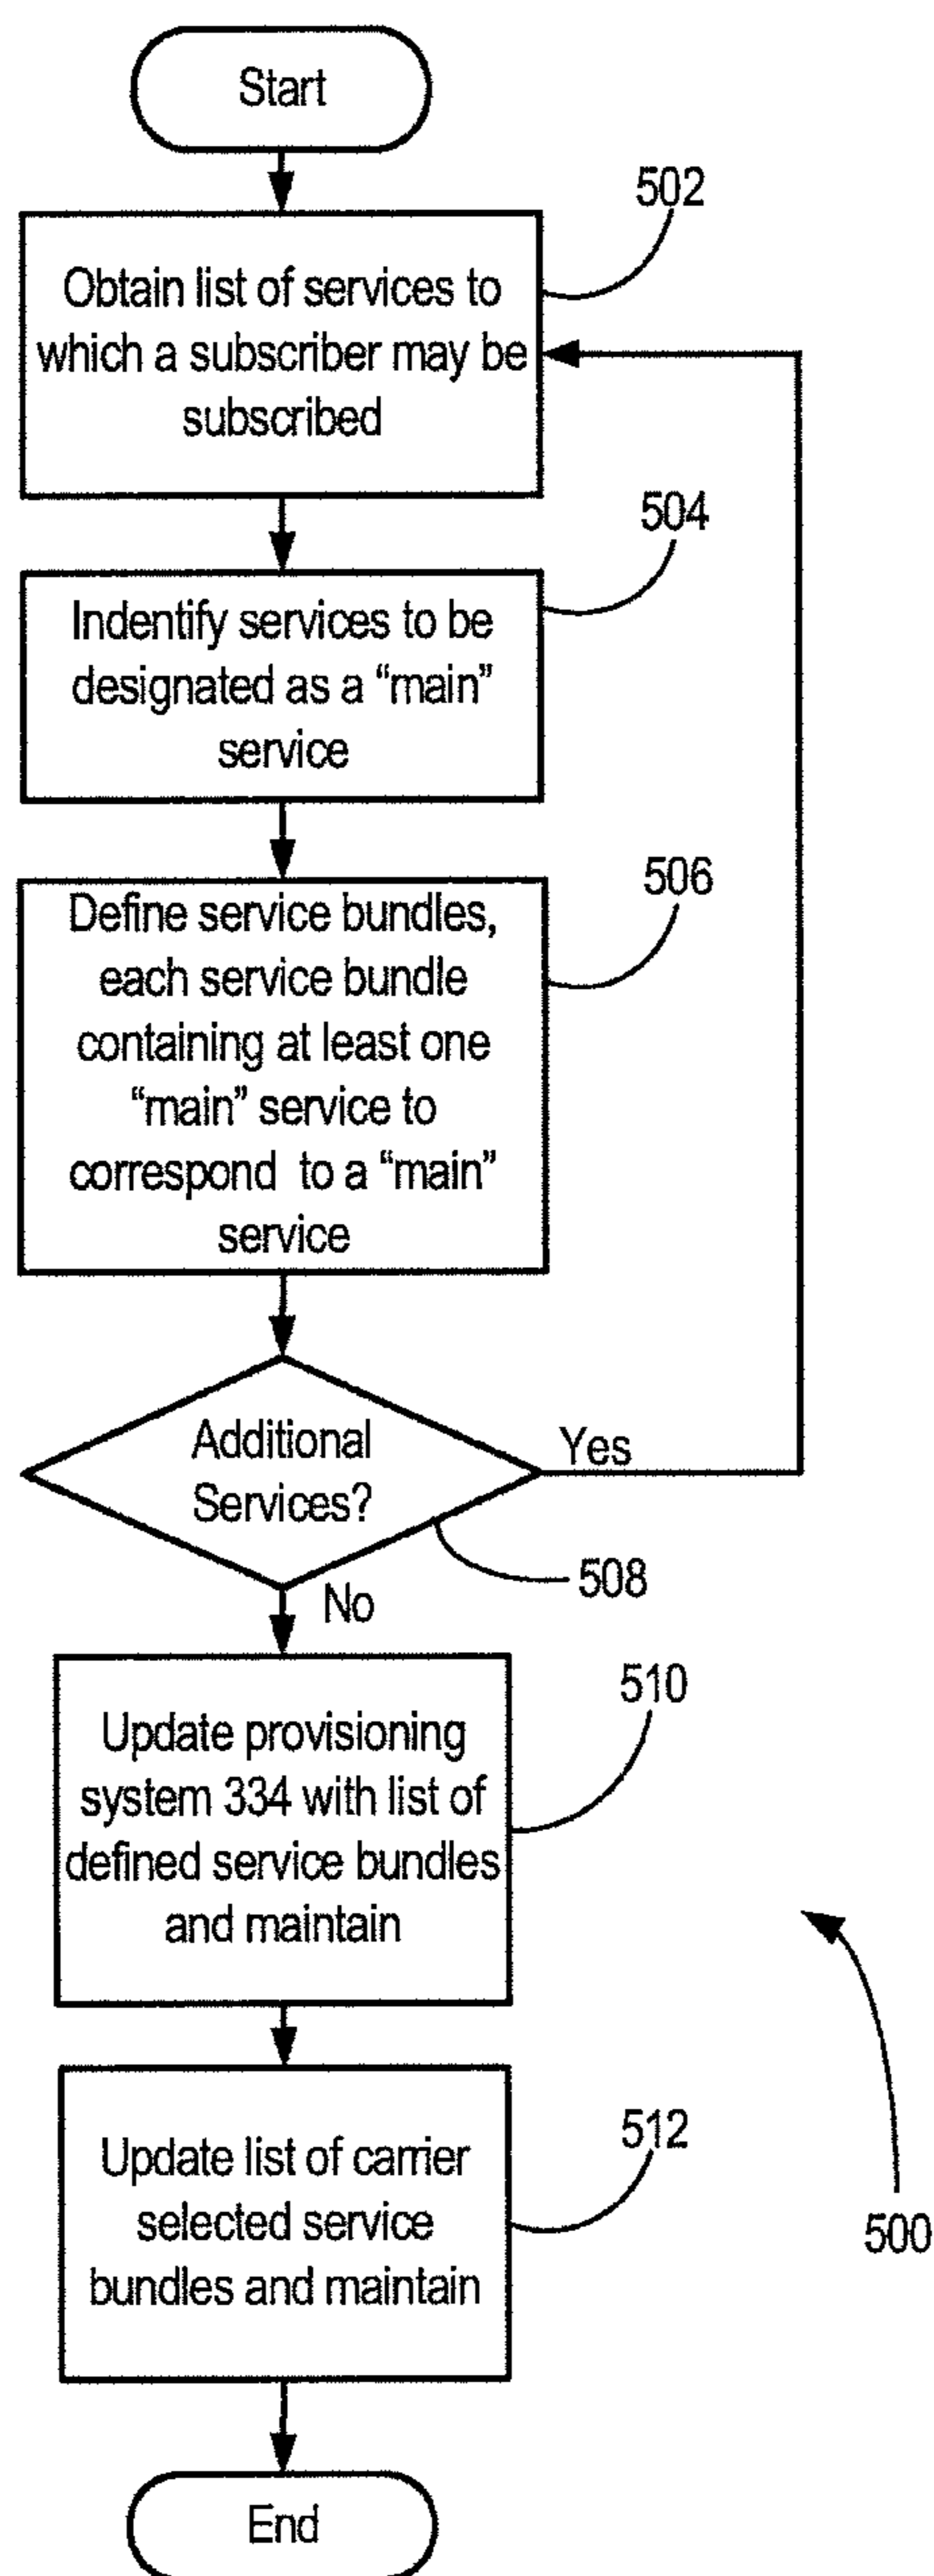 Start
502
Obtain list of services to
which a subscriber may be
subscribed
504
Indentify services to be
designated as a “main”
service
506
Define service bundles,
each service bundle
containing at least one
“main” service to
correspond to a “main”
service
Additional
Services?
Yes
508
No
510
Update provisioning
system 334 with list of
defined service bundles
and maintain
512
Update list of carrier
selected service
bundles and maintain
500
End